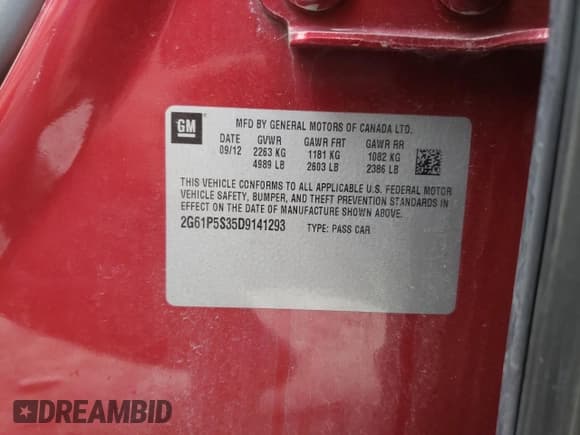 GM
MFD BY GENERAL MOTORS OF CANADA LTD.
DATE GVWR GAWR FRT GAWR RR
09/12 2263 KG 1181 KG 1082 KG
4989 LB 2603 LB 2386 LB
THIS VEHICLE CONFORMS TO ALL APPLICABLE U.S. FEDERAL MOTOR
VEHICLE SAFETY, BUMPER, AND THEFT PREVENTION STANDARDS IN
EFFECT ON THE DATE OF MANUFACTURE SHOWN ABOVE.
2G61P5S35D9141293 TYPE: PASS CAR
DREAMBID